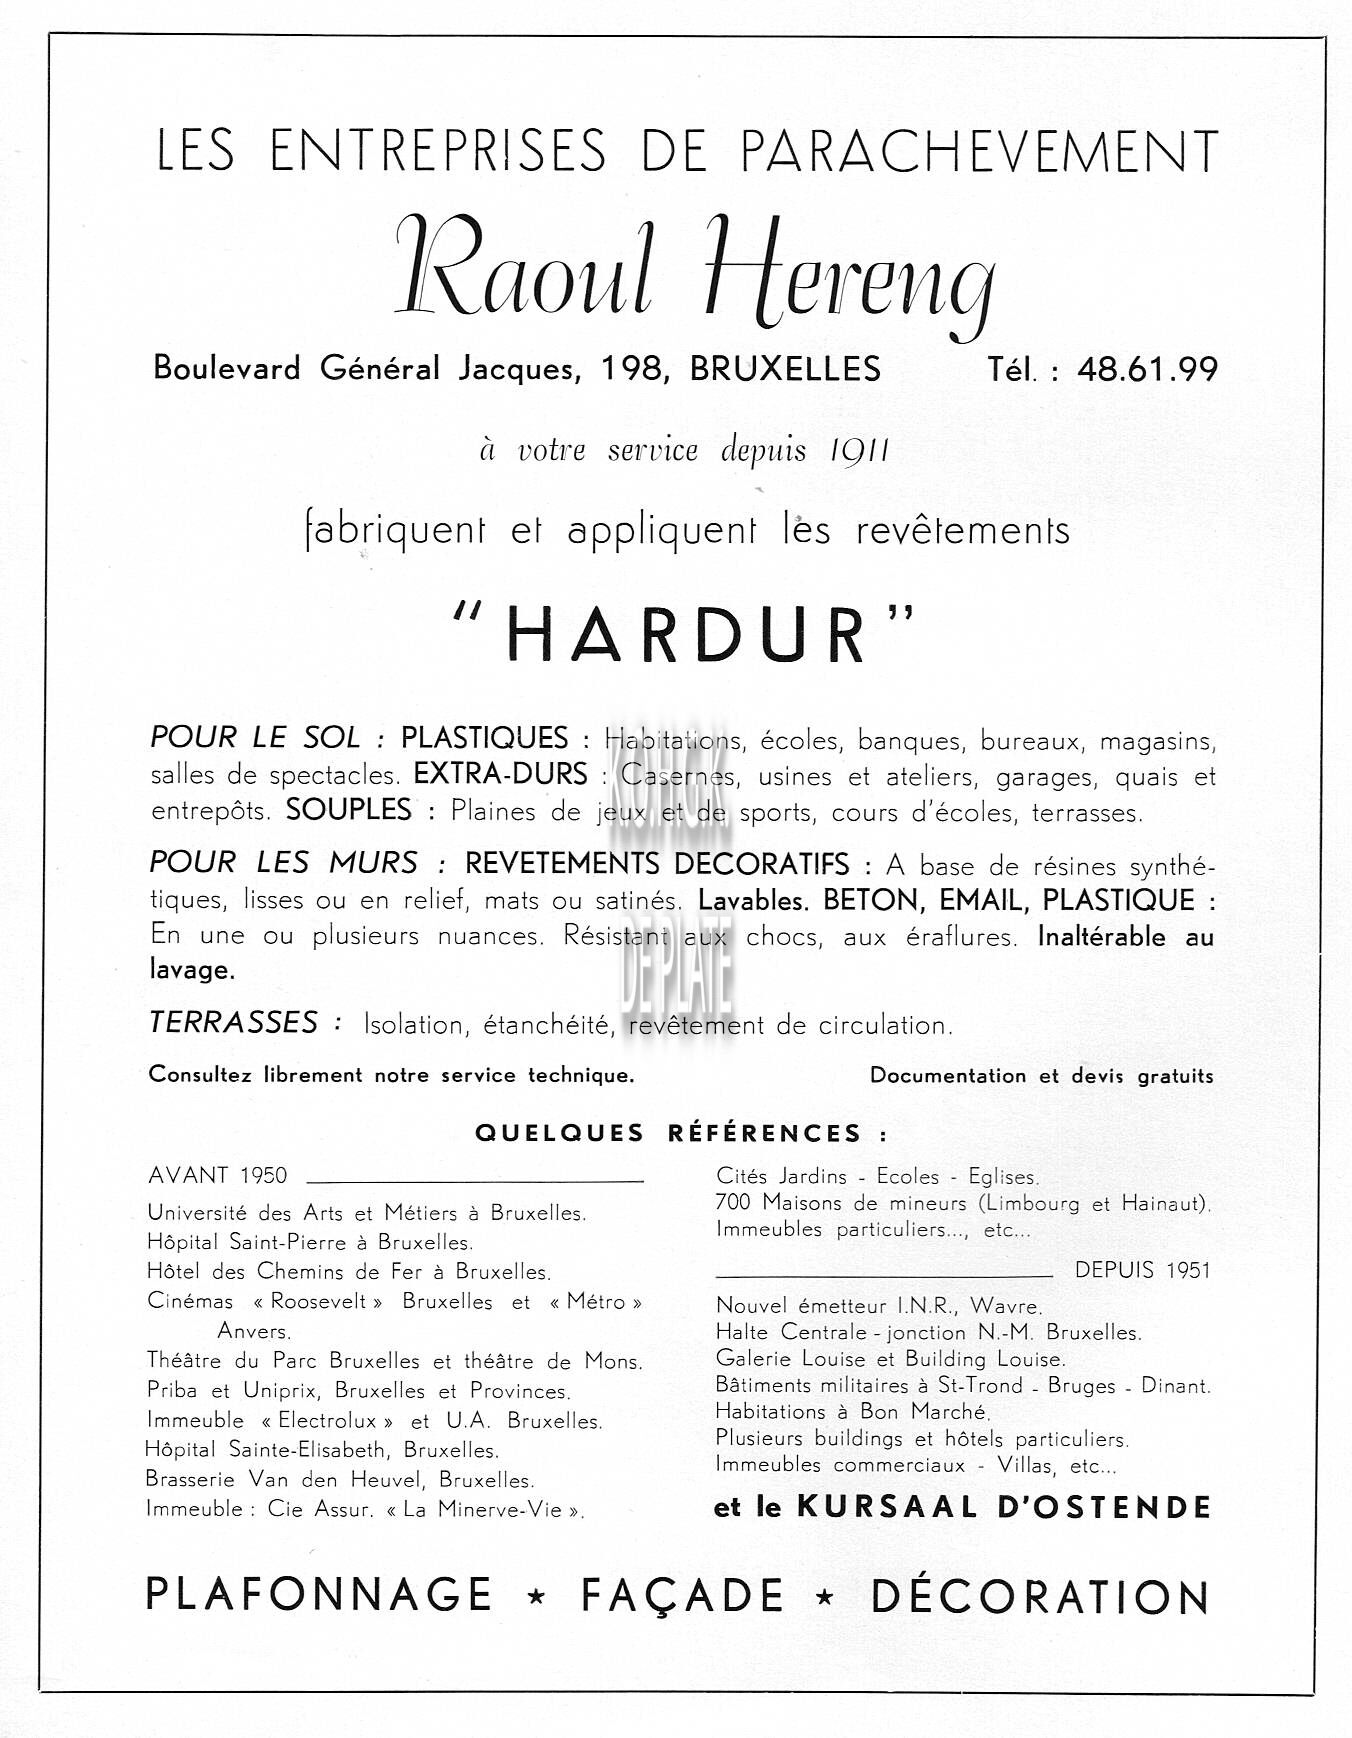 LES ENTREPRISES DE PARACHEVEMENT
Raoul Hereng
Boulevard Général Jacques, 198, BRUXELLES Tél. : 48.61.99
à votre service depuis 1911
fabriquent et appliquent les revêtements
“HARDUR”
POUR LE SOL : PLASTIQUES : Habitations, écoles, banques, bureaux, magasins,
salles de spectacles. EXTRA-DURS : Casernes, usines et ateliers, garages, quais et
entrepôts. SOUPLES : Plaines de jeux et de sports, cours d'écoles, terrasses.
KOHGK
POUR LES MURS : REVETEMENTS DECORATIFS : A base de résines synthé-
tiques, lisses ou en relief, mats ou satinés. Lavables. BETON, EMAIL, PLASTIQUE :
En une ou plusieurs nuances. Résistant aux chocs, aux éraflures. Inaltérable au
lavage.
DE PLATE
TERRASSES : Isolation, étanchéité, revêtement de circulation.
Consultez librement notre service technique. Documentation et devis gratuits
QUELQUES RÉFÉRENCES :
AVANT 1950
Université des Arts et Métiers à Bruxelles.
Hôpital Saint-Pierre à Bruxelles.
Hôtel des Chemins de Fer à Bruxelles.
Cinémas « Roosevelt » Bruxelles et « Métro »
Anvers.
Théâtre du Parc Bruxelles et théâtre de Mons.
Priba et Uniprix, Bruxelles et Provinces.
Immeuble « Electrolux » et U.A. Bruxelles.
Hôpital Sainte-Elisabeth, Bruxelles.
Brasserie Van den Heuvel, Bruxelles.
Immeuble : Cie Assur. « La Minerve-Vie ».
Cités Jardins - Ecoles - Eglises.
700 Maisons de mineurs (Limbourg et Hainaut).
Immeubles particuliers..., etc...
DEPUIS 1951
Nouvel émetteur I.N.R., Wavre.
Halte Centrale - jonction N.-M. Bruxelles.
Galerie Louise et Building Louise.
Bâtiments militaires à St-Trond - Bruges - Dinant.
Habitations à Bon Marché.
Plusieurs buildings et hôtels particuliers.
Immeubles commerciaux - Villas, etc...
et le KURSAAL D'OSTENDE
PLAFONNAGE ★ FAÇADE ★ DÉCORATION